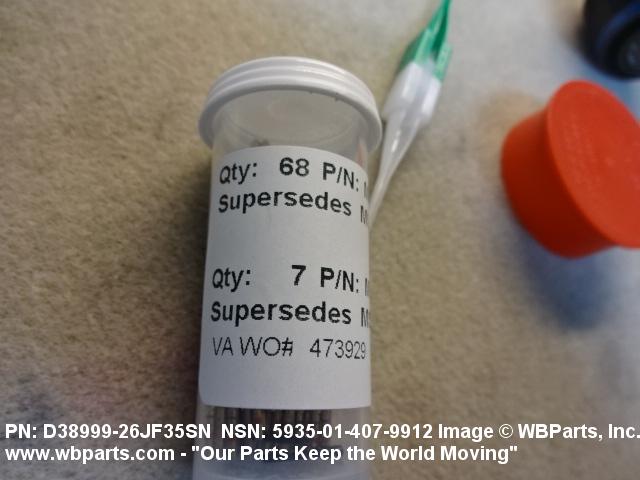 Qty: 68 P/N:
Supersedes
Qty: 7 P/N:
Supersedes
VA WO# 473929
PN: D38999-26JF35SN NSN: 5935-01-407-9912 Image © WBParts, Inc.
www.wbparts.com - "Our Parts Keep the World Moving"